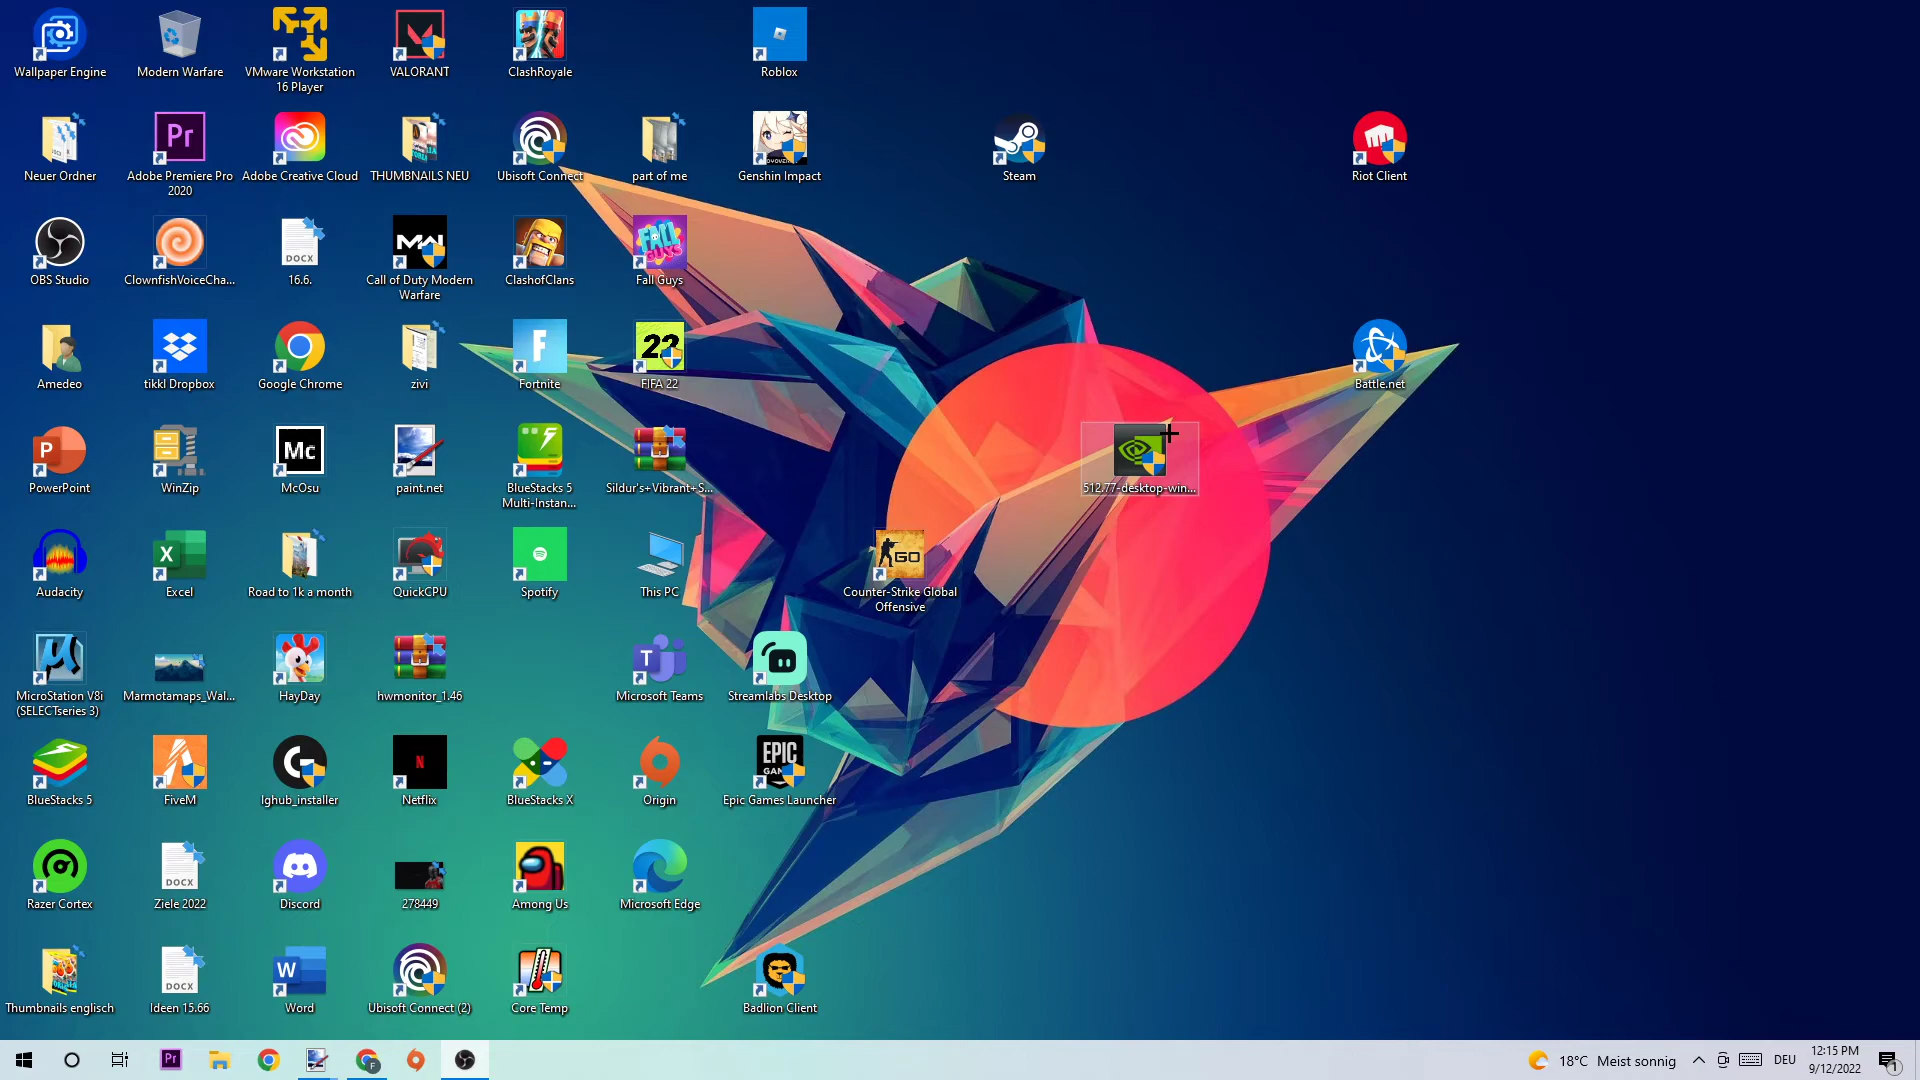 Wallpaper Engine
Modern Warfare
VMware Workstation
16 Player
VALORANT
ClashRoyale
Roblox
Neuer Ordner
Adobe Premiere Pro
2020
Adobe Creative Cloud
THUMBNAILS NEU
Ubisoft Connect
part of me
Genshin Impact
Steam
Riot Client
OBS Studio
ClownfishVoiceCha...
16.6.
Call of Duty Modern
Warfare
ClashofClans
Fall Guys
Amedeo
tikkl Dropbox
Google Chrome
zivi
Fortnite
FIFA 22
Battle.net
PowerPoint
WinZip
McOsu
paint.net
BlueStacks 5
Multi-Instan...
Sildur's+Vibrant+S...
512.77-desktop-win...
Audacity
Excel
Road to 1k a month
QuickCPU
Spotify
This PC
Counter-Strike Global
Offensive
MicroStation V8i
(SELECTseries 3)
Marmotamaps_Wal...
HayDay
hwmonitor_1.46
Microsoft Teams
Streamlabs Desktop
BlueStacks 5
FiveM
lghub_installer
Netflix
BlueStacks X
Origin
Epic Games Launcher
Razer Cortex
Ziele 2022
Discord
278449
Among Us
Microsoft Edge
Thumbnails englisch
Ideen 15.66
Word
Ubisoft Connect (2)
Core Temp
Badlion Client
18°C Meist sonnig
DEU
12:15 PM
9/12/2022
1